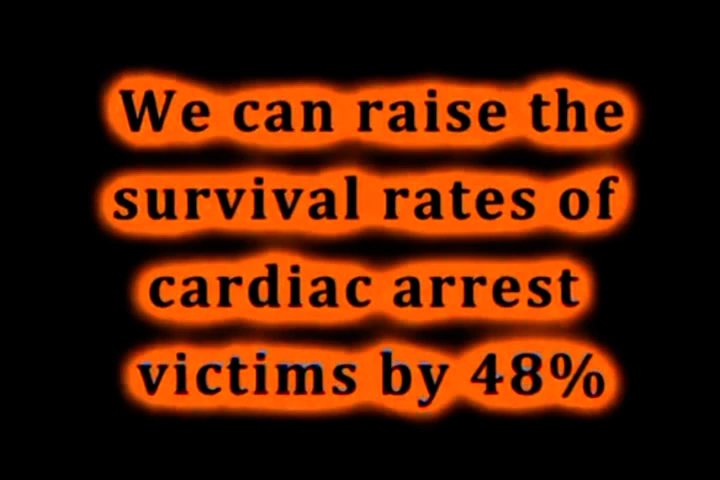 We can raise the
survival rates of
cardiac arrest
victims by 48%